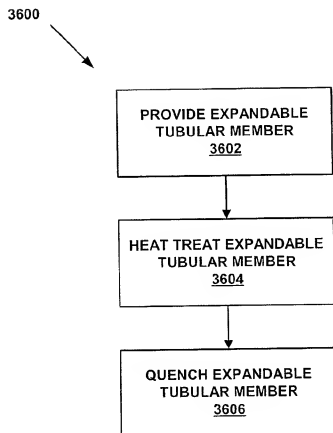 3600
PROVIDE EXPANDABLE
TUBULAR MEMBER
3602
HEAT TREAT EXPANDABLE
TUBULAR MEMBER
3604
QUENCH EXPANDABLE
TUBULAR MEMBER
3606